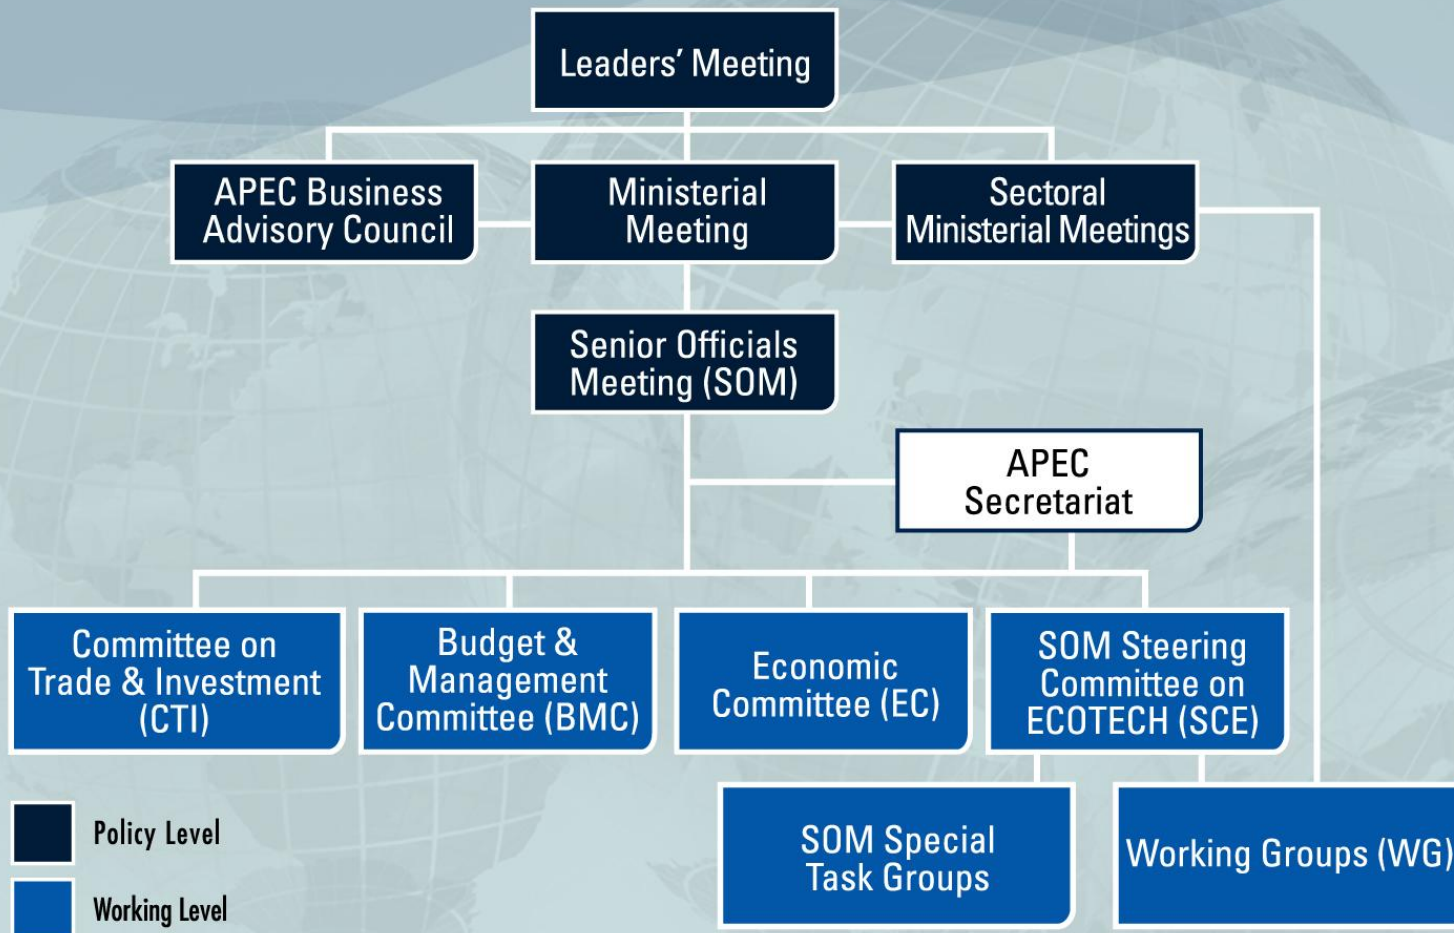 Leaders’ Meeting
APEC Business
Advisory Council
Ministerial
Meeting
Sectoral
Ministerial Meetings
Senior Officials
Meeting (SOM)
APEC
Secretariat
Committee on
Trade & Investment
(CTI)
Budget &
Management
Committee (BMC)
Economic
Committee (EC)
SOM Steering
Committee on
ECOTECH (SCE)
SOM Special
Task Groups
Working Groups (WG)
Policy Level
Working Level